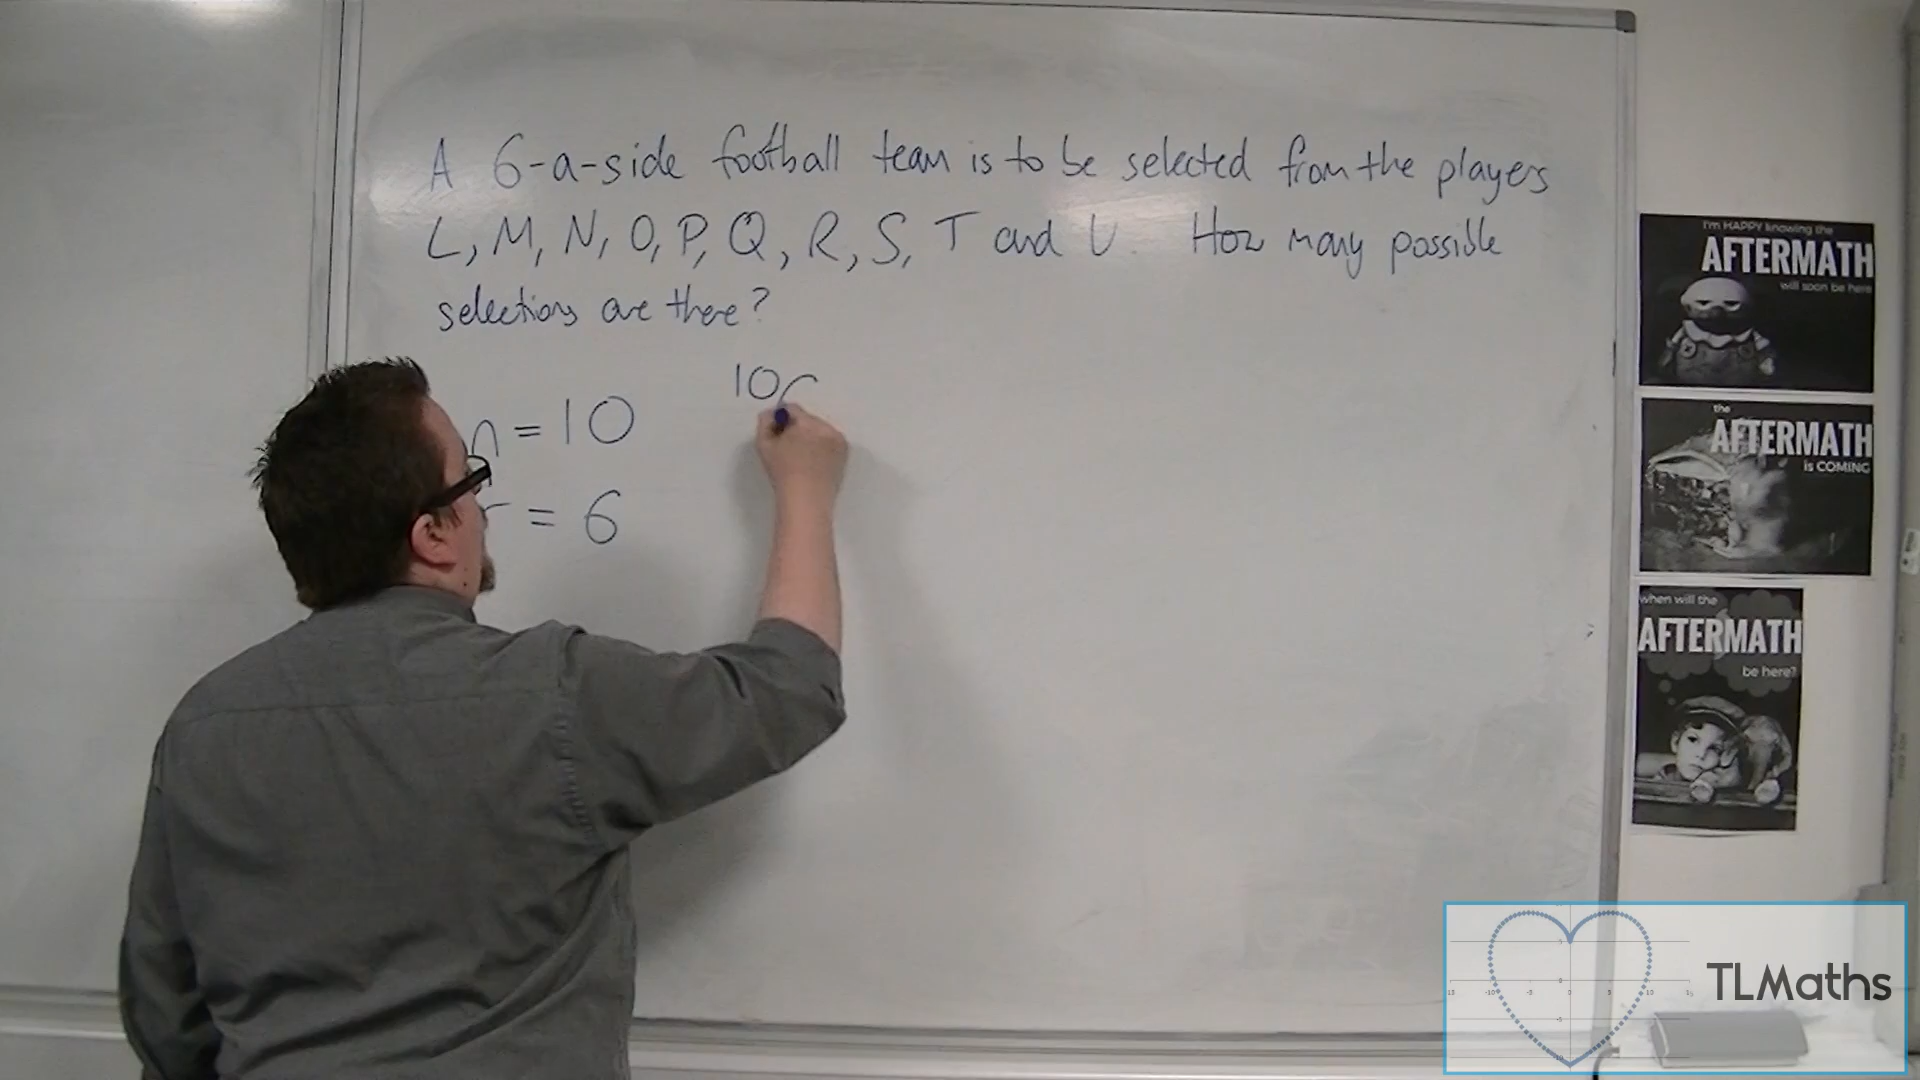 A 6-a-side football team is to be selected from the players
L, M, N, O, P, Q, R, S, T and U. How many possible
selections are there?
n = 10
r = 6
10C
I'm HAPPY knowing the
AFTERMATH
will soon be here
the
AFTERMATH
is COMING
when will the
AFTERMATH
be here?
TLMaths